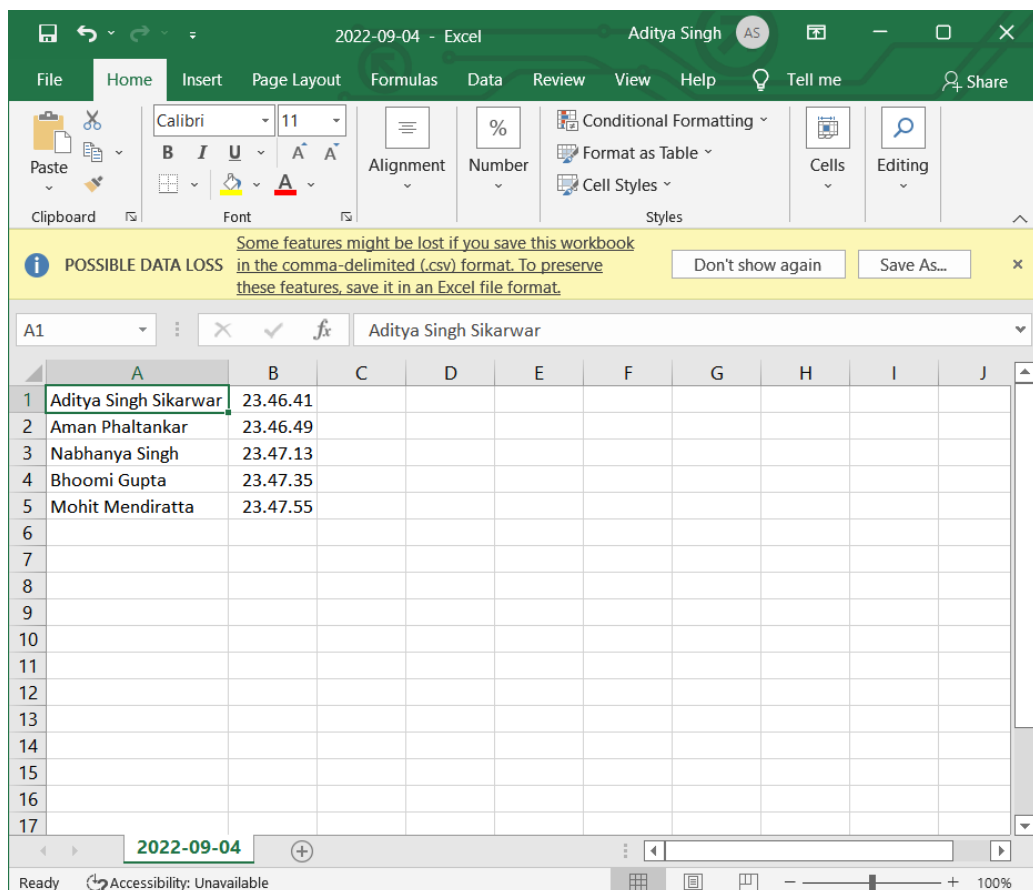 2022-09-04 - Excel
Aditya Singh
AS
File Home Insert Page Layout Formulas Data Review View Help Tell me Share
Paste
Clipboard
Calibri 11
B I U A A
A
Font
Alignment
%
Number
Conditional Formatting
Format as Table
Cell Styles
Styles
Cells
Editing
i POSSIBLE DATA LOSS
Some features might be lost if you save this workbook
in the comma-delimited (.csv) format. To preserve
these features, save it in an Excel file format.
Don't show again
Save As...
A1 fx Aditya Singh Sikarwar
A B C D E F G H I J
1 Aditya Singh Sikarwar 23.46.41
2 Aman Phaltankar 23.46.49
3 Nabhanya Singh 23.47.13
4 Bhoomi Gupta 23.47.35
5 Mohit Mendiratta 23.47.55
6
7
8
9
10
11
12
13
14
15
16
17
2022-09-04
Ready Accessibility: Unavailable 100%